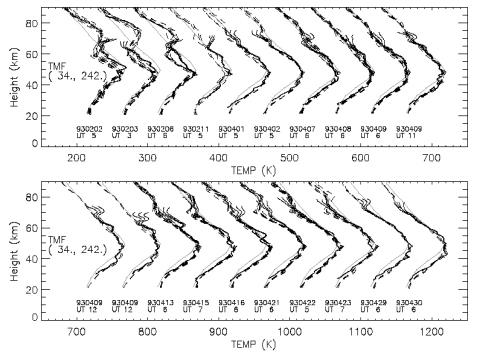 80
60
40
20
0
Height (km)
TMF
( 34., 242.)
930202 930203 930206 930211 930401 930402 930407 930408 930409 930409
UT 5 UT 3 UT 6 UT 5 UT 5 UT 5 UT 6 UT 6 UT 6 UT 11
200 300 400 500 600 700
TEMP (K)
80
60
40
20
0
Height (km)
TMF
( 34., 242.)
930409 930409 930413 930415 930416 930421 930422 930423 930429 930430
UT 12 UT 12 UT 6 UT 7 UT 6 UT 6 UT 5 UT 7 UT 6 UT 6
700 800 900 1000 1100 1200
TEMP (K)